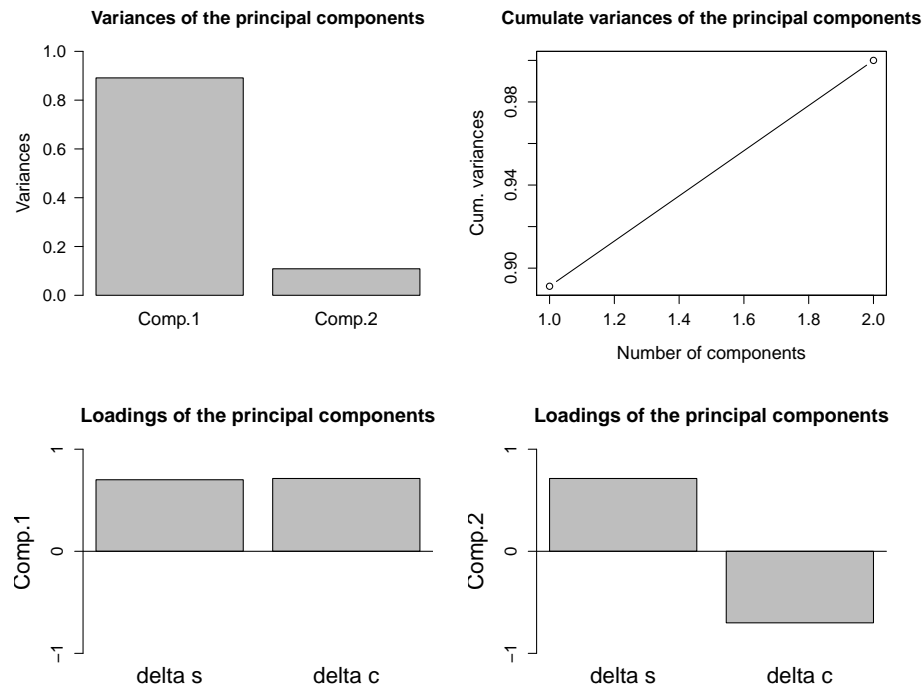 Variances of the principal components
Variances
1.0
0.8
0.6
0.4
0.2
0.0
Comp.1 Comp.2
Cumulate variances of the principal components
Cum. variances
0.98
0.94
0.90
1.0 1.2 1.4 1.6 1.8 2.0
Number of components
Loadings of the principal components
Comp.1
1
0
−1
delta s delta c
Loadings of the principal components
Comp.2
1
0
−1
delta s delta c